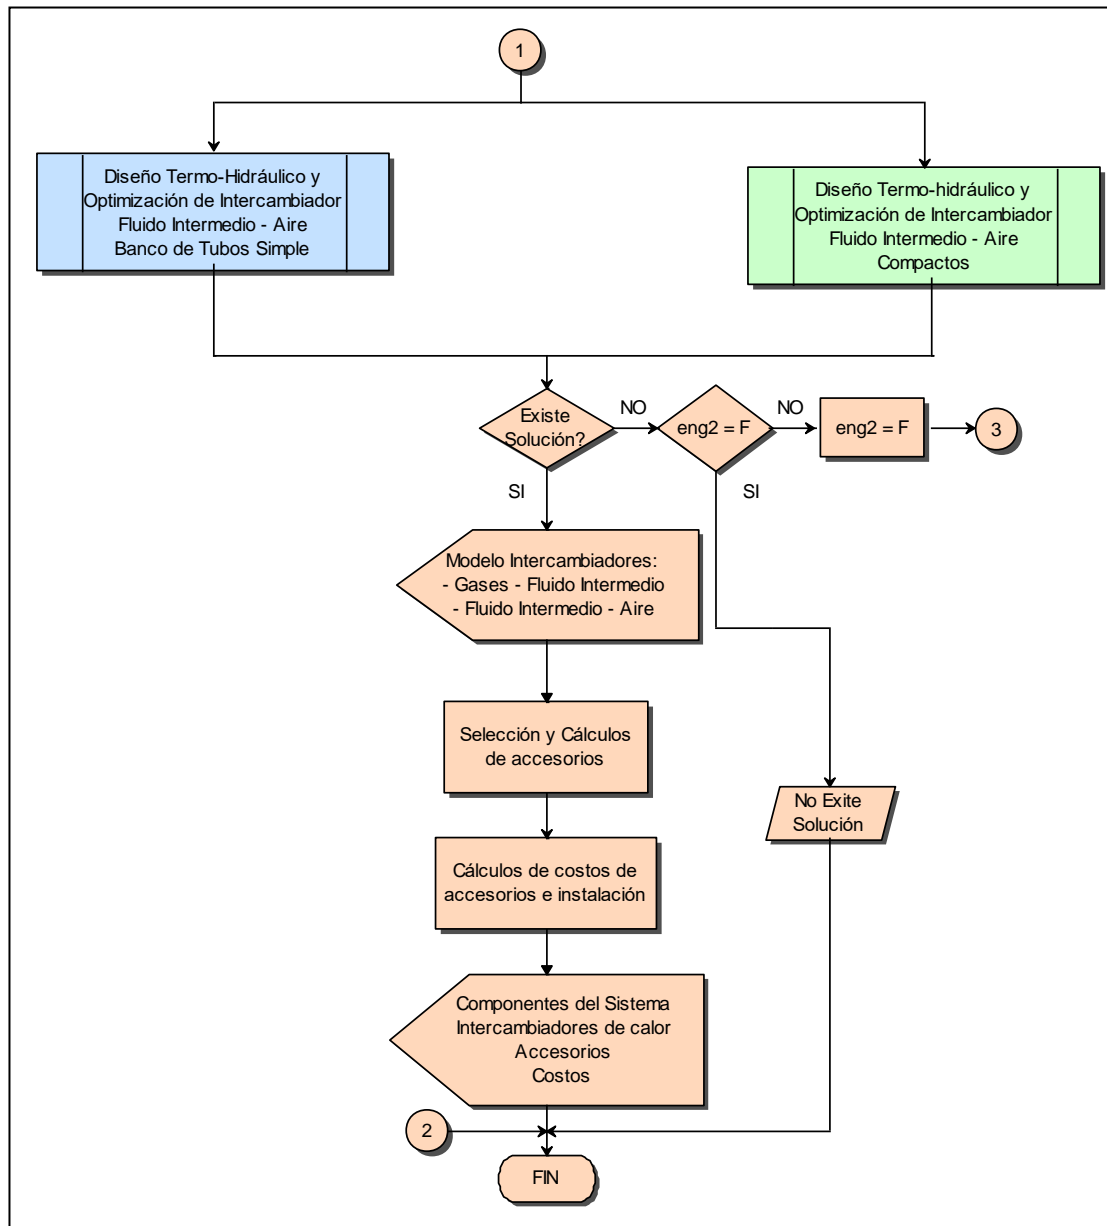 1
Diseño Termo-Hidráulico y
Optimización de Intercambiador
Fluido Intermedio - Aire
Banco de Tubos Simple
Diseño Termo-hidráulico y
Optimización de Intercambiador
Fluido Intermedio - Aire
Compactos
Existe
Solución?
NO
eng2 = F
NO
eng2 = F
3
SI
SI
Modelo Intercambiadores:
- Gases - Fluido Intermedio
- Fluido Intermedio - Aire
Selección y Cálculos
de accesorios
No Exite
Solución
Cálculos de costos de
accesorios e instalación
Componentes del Sistema
Intercambiadores de calor
Accesorios
Costos
2
FIN